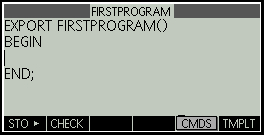 FIRSTPROGRAM
EXPORT FIRSTPROGRAM()
BEGIN
END;
STO ► CHECK CMDS TMPLT